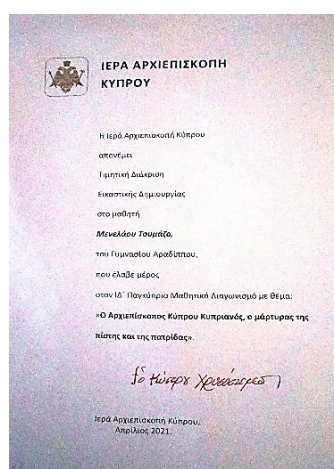 ΙΕΡΑ ΑΡΧΙΕΠΙΣΚΟΠΗ
ΚΥΠΡΟΥ
Η Ιερά Αρχιεπισκοπή Κύπρου
απονέμει
Τιμητική Διάκριση
Εικαστικής Δημιουργίας
στο μαθητή
Μενελάου Τουμάζο,
του Γυμνασίου Αραδίππου,
που έλαβε μέρος
στον ΙΔ΄ Παγκύπριο Μαθητικό Διαγωνισμό με θέμα:
«Ο Αρχιεπίσκοπος Κύπρου Κυπριανός, ο μάρτυρας της
πίστης και της πατρίδας».
Ιερά Αρχιεπισκοπή Κύπρου,
Απρίλιος 2021.